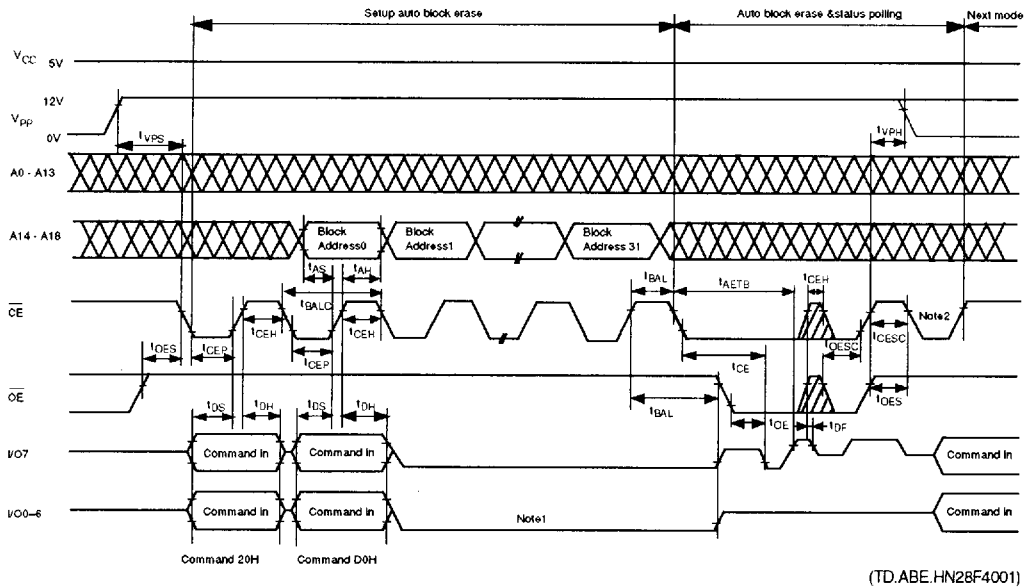 Setup auto block erase
Auto block erase &status polling
Next mode
VCC 5V
12V
VPP
0V
tVPS
tVPH
A0 - A13
A14 - A18
Block Address0
Block Address1
Block Address 31
tAS
tAH
tBAL
tAETB
tCEH
tBALC
CE
tCEH
tCEH
Note2
tOESC
tCESC
tOES
tCEP
tCEP
tCE
OE
tBAL
tOES
tDS
tDH
tDS
tDH
tOE
tDF
I/O7
Command in
Command in
Command in
I/O0–6
Command in
Command in
Note1
Command in
Command 20H
Command D0H
(TD.ABE.HN28F4001)